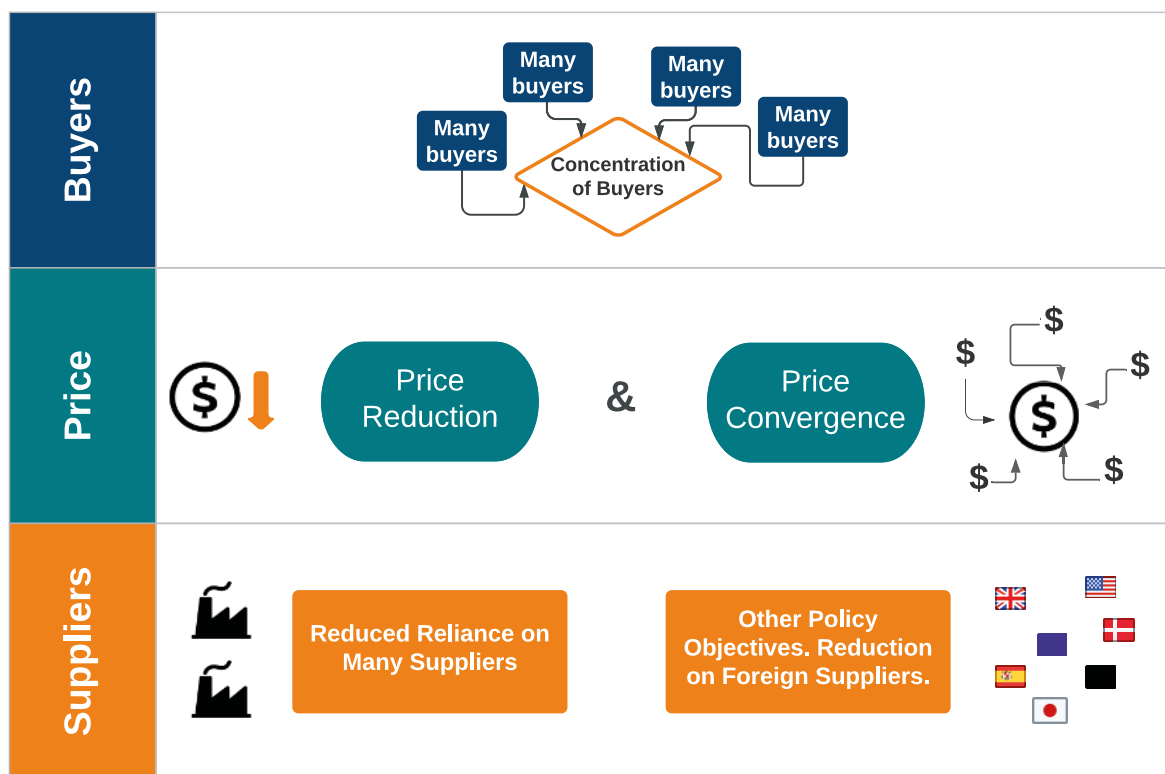 Buyers
Many
buyers
Many
buyers
Many
buyers
Many
buyers
Concentration
of Buyers
Price
$
Price
Reduction
&
Price
Convergence
$
$
$
$
$
$
Suppliers
Reduced Reliance on
Many Suppliers
Other Policy
Objectives. Reduction
on Foreign Suppliers.